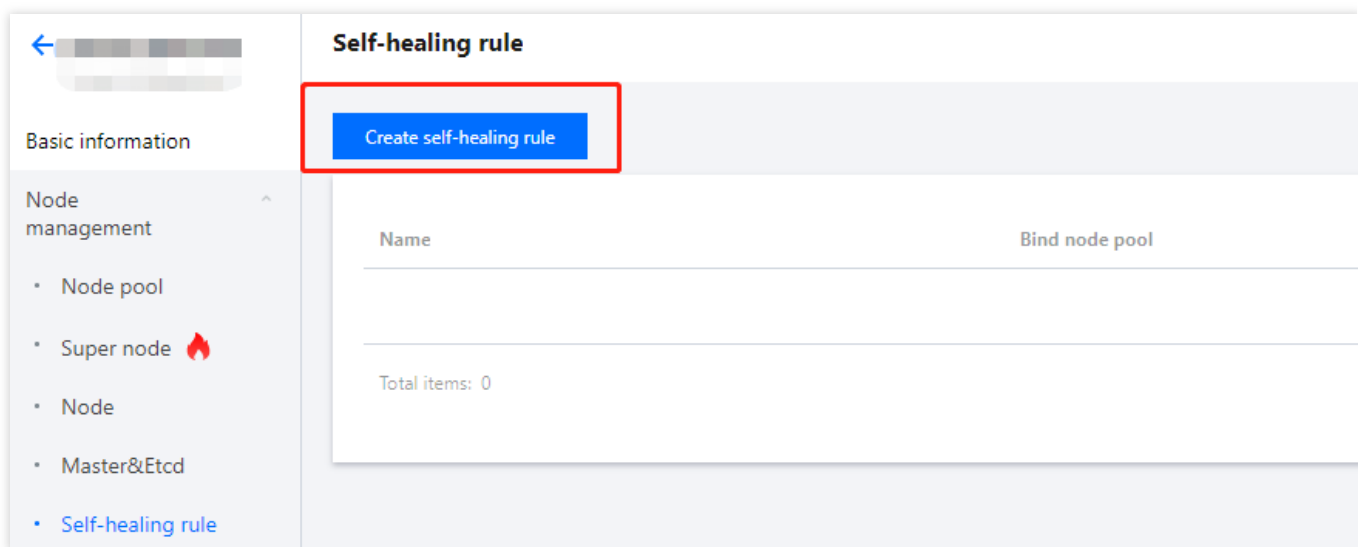 Self-healing rule
Create self-healing rule
Basic information
Node
management
Name
Bind node pool
Node pool
Super node
Node
Master&Etcd
Self-healing rule
Total items: 0